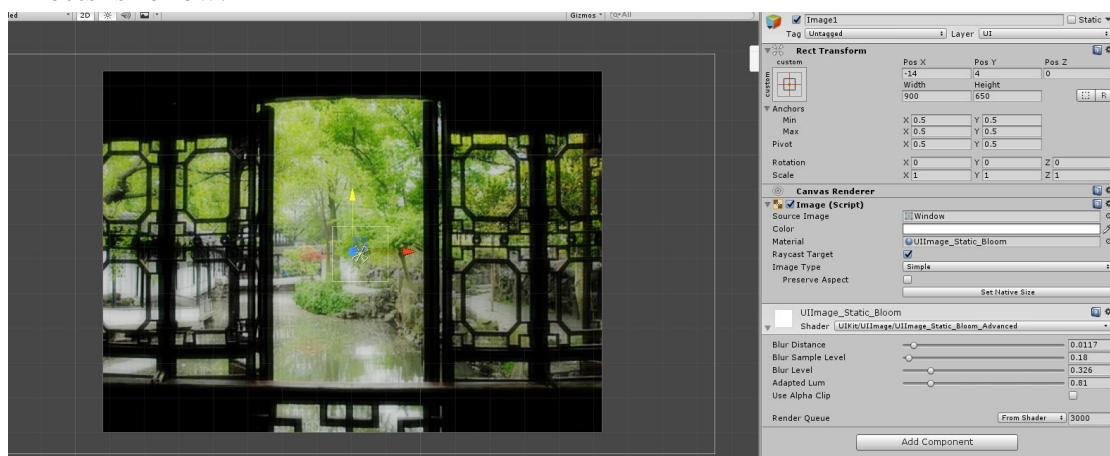 2D
Gizmos
All
Image1
Static
Tag Untagged
Layer UI
Rect Transform
custom
custom
Pos X Pos Y Pos Z
-14 4 0
Width Height
900 650
R
Anchors
Min X 0.5 Y 0.5
Max X 0.5 Y 0.5
Pivot X 0.5 Y 0.5
Rotation X 0 Y 0 Z 0
Scale X 1 Y 1 Z 1
Canvas Renderer
Image (Script)
Source Image Window
Color
Material UIImage_Static_Bloom
Raycast Target
Image Type Simple
Preserve Aspect
Set Native Size
UIImage_Static_Bloom
Shader UIKit/UIImage/UIImage_Static_Bloom_Advanced
Blur Distance 0.0117
Blur Sample Level 0.18
Blur Level 0.326
Adapted Lum 0.81
Use Alpha Clip
Render Queue From Shader 3000
Add Component